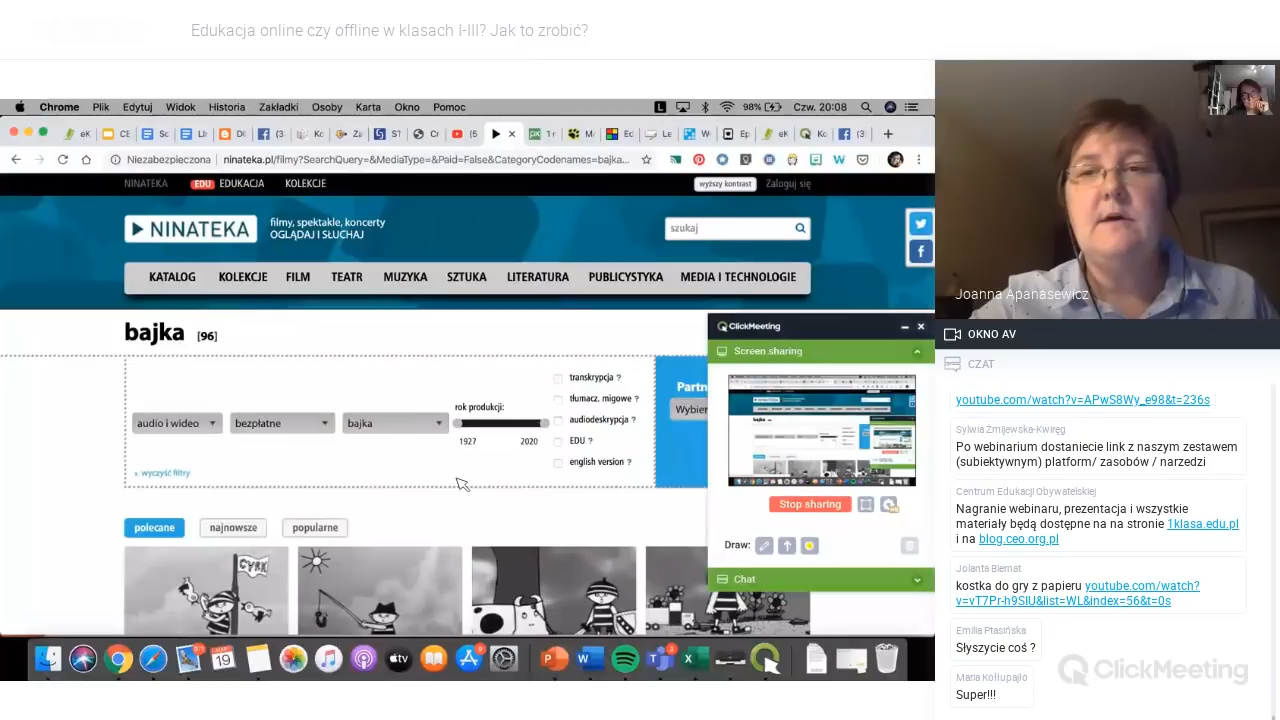 Edukacja online czy offline w klasach I-III? Jak to zrobić?
Chrome Plik Edytuj Widok Historia Zakładki Osoby Karta Okno Pomoc
98% Czw. 20:08
Niezabezpieczona ninateka.pl/filmy?SearchQuery=&MediaType=&Paid=False&CategoryCodenames=bajka...
NINATEKA EDU EDUKACJA KOLEKCJE wyższy kontrast Zaloguj się
NINATEKA
filmy, spektakle, koncerty
OGLĄDAJ I SŁUCHAJ
szukaj
KATALOG KOLEKCJE FILM TEATR MUZYKA SZTUKA LITERATURA PUBLICYSTYKA MEDIA I TECHNOLOGIE
bajka [96]
audio i wideo bezpłatne bajka
rok produkcji:
1927 2020
» wyczyść filtry
transkrypcja ?
tłumacz. migowe ?
audiodeskrypcja ?
EDU ?
english version ?
Partn
Wybier
polecane najnowsze popularne
CYRK
ClickMeeting
Screen sharing
Stop sharing
Draw:
Chat
19
Joanna Apanasewicz
OKNO AV
CZAT
youtube.com/watch?v=APwS8Wy_e98&t=236s
Sylwia Żmijewska-Kwiręg
Po webinarium dostaniecie link z naszym zestawem
(subiektywnym) platform/ zasobów / narzedzi
Centrum Edukacji Obywatelskiej
Nagranie webinaru, prezentacja i wszystkie
materiały będą dostępne na na stronie 1klasa.edu.pl
i na blog.ceo.org.pl
Jolanta Biernat
kostka do gry z papieru youtube.com/watch?
v=vT7Pr-h9SIU&list=WL&index=56&t=0s
Emilia Ptasińska
Słyszycie coś ?
Maria Kołłupajło
Super!!!
ClickMeeting